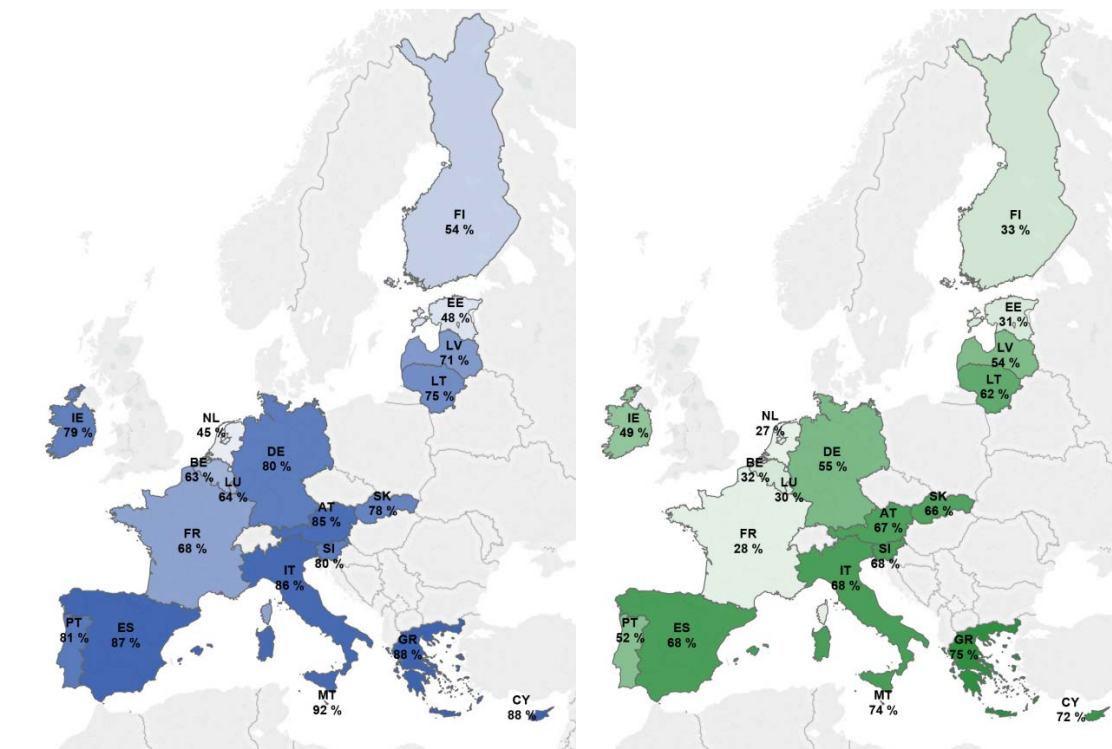 FI
54 %
EE
48 %
LV
71 %
LT
75 %
IE
79 %
NL
45 %
BE
63 %
LU
64 %
DE
80 %
SK
78 %
AT
85 %
FR
68 %
SI
80 %
IT
86 %
PT
81 %
ES
87 %
GR
88 %
MT
92 %
CY
88 %
FI
33 %
EE
31 %
LV
54 %
LT
62 %
IE
49 %
NL
27 %
BE
32 %
LU
30 %
DE
55 %
SK
66 %
AT
67 %
FR
28 %
SI
68 %
IT
68 %
PT
52 %
ES
68 %
GR
75 %
MT
74 %
CY
72 %